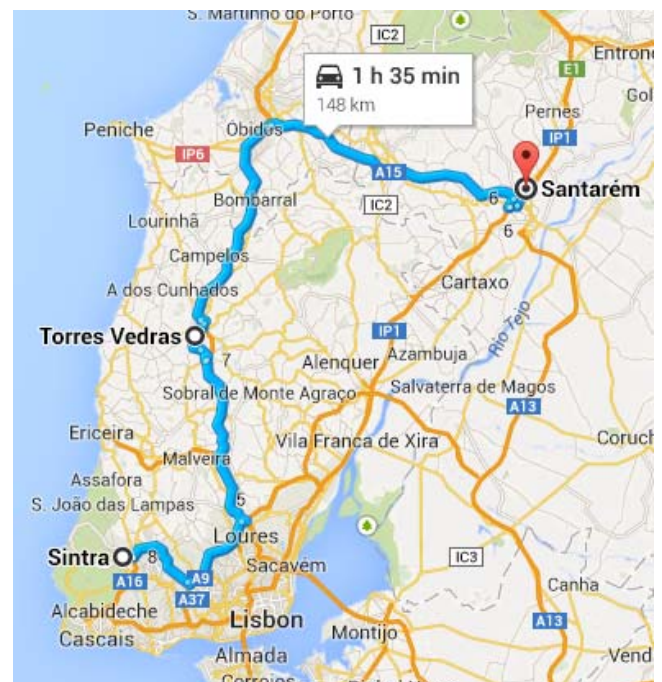 S. Martinho do Porto
IC2
Entron
E1
Gol
1 h 35 min
148 km
Pernes
Peniche
Óbidos
IP6
IP1
A15
Santarém
6
Bombarral
IC2
Lourinhã
6
Campelos
Cartaxo
A dos Cunhados
Rio Tejo
Torres Vedras
IP1
7
Alenquer
Azambuja
Sobral de Monte Agraço
Salvaterra de Magos
A13
Ericeira
Vila Franca de Xira
Coruch
Malveira
Assafora
S. João das Lampas
5
Loures
Sintra
8
Sacavém
IC3
A16
A9
Canha
A37
Alcabideche
Lisbon
A13
Cascais
Montijo
Almada
Vend